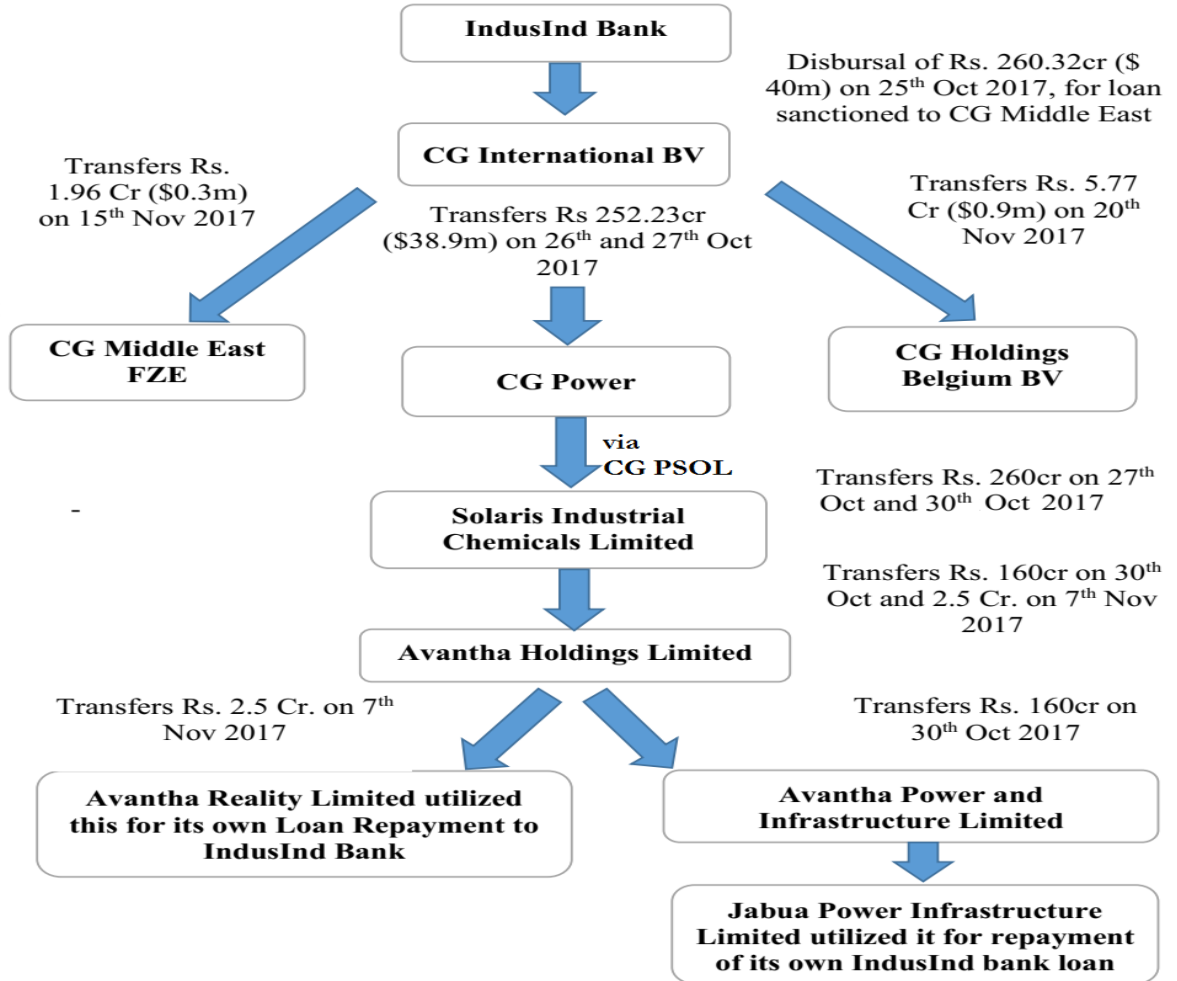 IndusInd Bank
Disbursal of Rs. 260.32cr ($
40m) on 25th Oct 2017, for loan
sanctioned to CG Middle East
CG International BV
Transfers Rs.
1.96 Cr ($0.3m)
on 15th Nov 2017
Transfers Rs 252.23cr
($38.9m) on 26th and 27th Oct
2017
Transfers Rs. 5.77
Cr ($0.9m) on 20th
Nov 2017
CG Middle East
FZE
CG Power
CG Holdings
Belgium BV
via
CG PSOL
Transfers Rs. 260cr on 27th
Oct and 30th Oct 2017
-
Solaris Industrial
Chemicals Limited
Transfers Rs. 160cr on 30th
Oct and 2.5 Cr. on 7th Nov
2017
Avantha Holdings Limited
Transfers Rs. 2.5 Cr. on 7th
Nov 2017
Transfers Rs. 160cr on
30th Oct 2017
Avantha Reality Limited utilized
this for its own Loan Repayment to
IndusInd Bank
Avantha Power and
Infrastructure Limited
Jabua Power Infrastructure
Limited utilized it for repayment
of its own IndusInd bank loan